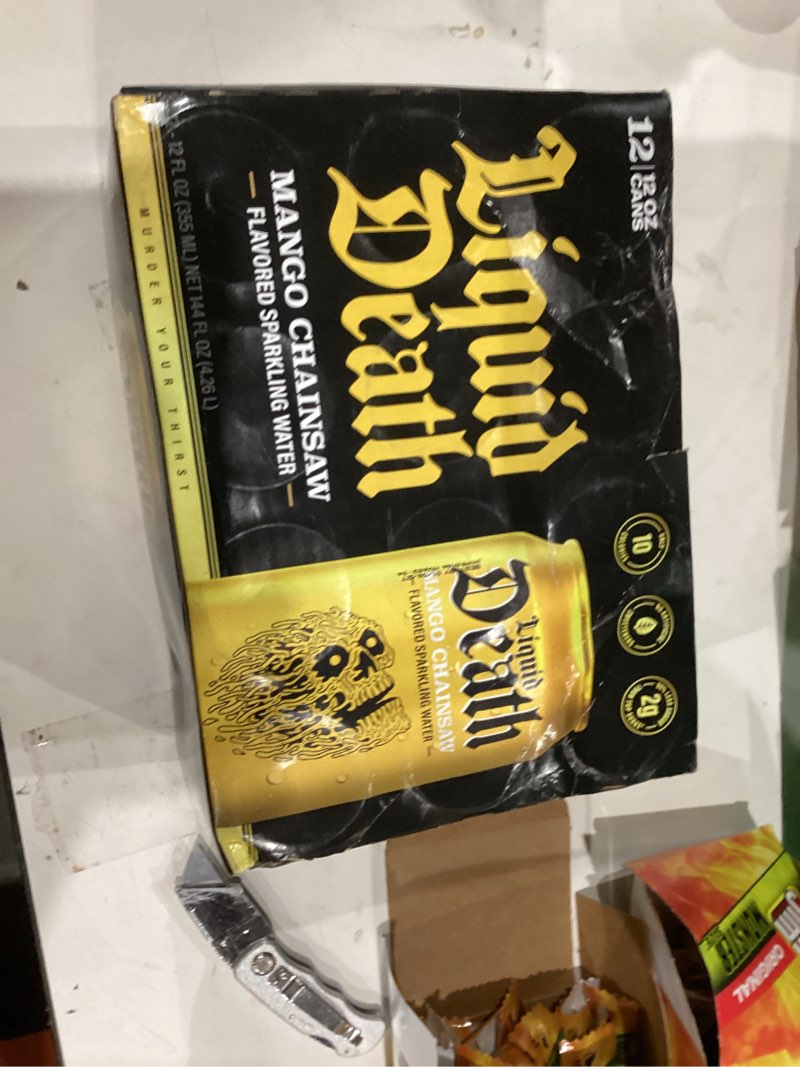 12 | 12 OZ
CANS
Liquid
Death
MANGO CHAINSAW
FLAVORED SPARKLING WATER
12 FL OZ (355 ML) NET 144 FL OZ (4.26 L)
MURDER YOUR THIRST
10
2g
Liquid
Death
MANGO CHAINSAW
FLAVORED SPARKLING WATER
MONSTER
ORIGINAL